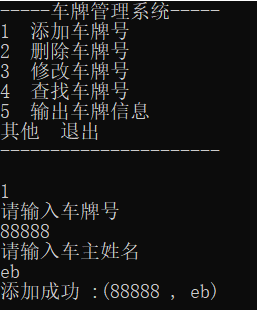 -----车牌管理系统-----
1  添加车牌号
2  删除车牌号
3  修改车牌号
4  查找车牌号
5  输出车牌信息
其他  退出
----------------------
1
请输入车牌号
88888
请输入车主姓名
eb
添加成功 :(88888 , eb)